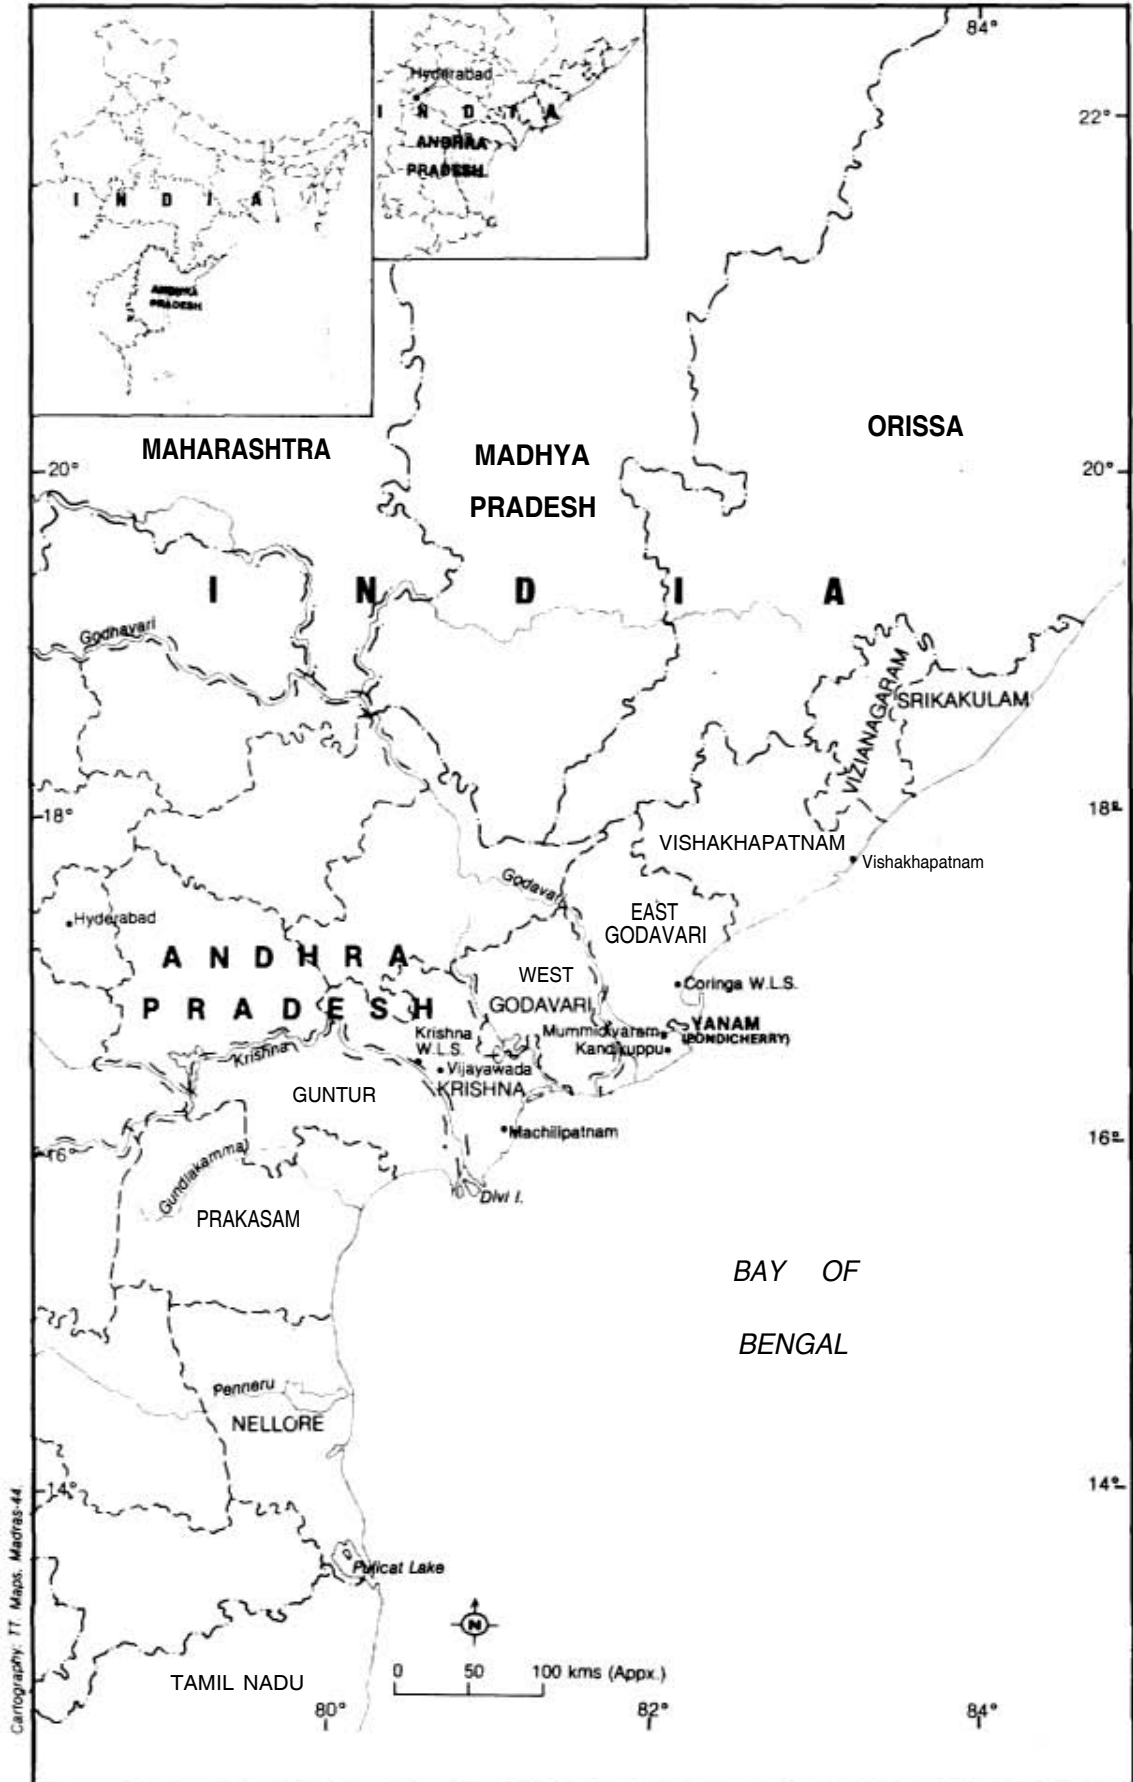 84°
Hyderabad
I N D I A
ANDHRA
PRADESH
22°
I N D I A
ANDHRA
PRADESH
MAHARASHTRA
MADHYA
PRADESH
ORISSA
20°
20°
I N D I A
Godhavari
VIZIANAGARAM
SRIKAKULAM
18°
18°
VISHAKHAPATNAM
Vishakhapatnam
Godavari
EAST
GODAVARI
Hyderabad
ANDHRA
PRADESH
WEST
GODAVARI
Coringa W.L.S.
YANAM
(PONDICHERRY)
Mummidivaram
Kandikuppu
Krishna
W.L.S.
Vijayawada
KRISHNA
Krishna
GUNTUR
Machilipatnam
16°
16°
Gundlakamma
Divi I.
PRAKASAM
BAY OF
BENGAL
Penneru
NELLORE
14°
14°
Pulicat Lake
N
0 50 100 kms (Appx.)
TAMIL NADU
80°
82°
84°
Cartography: TT. Maps, Madras-44.